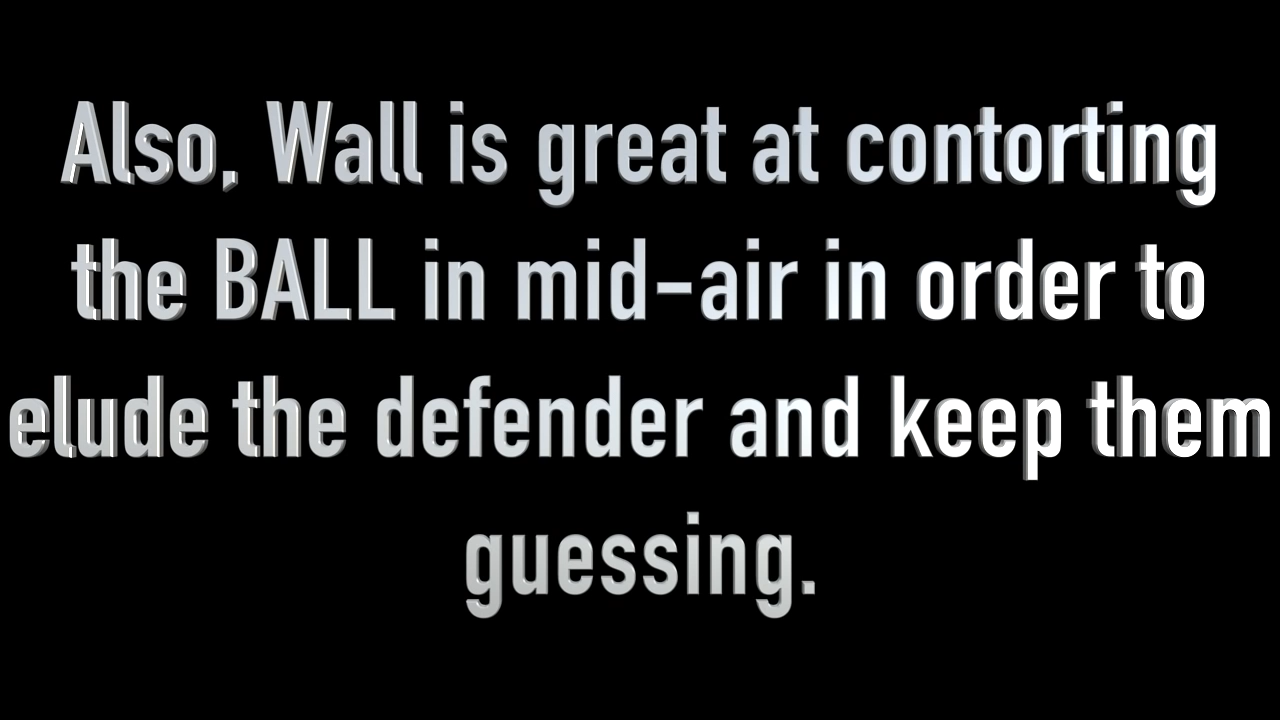 Also, Wall is great at contorting
the BALL in mid-air in order to
elude the defender and keep them
guessing.